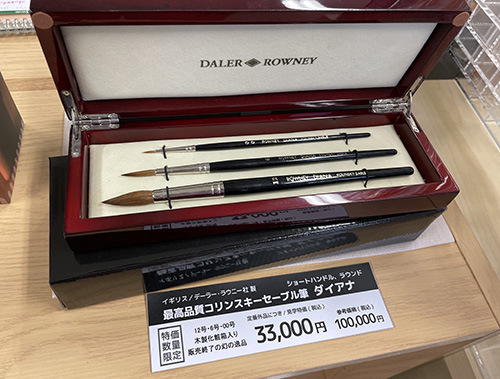 DALER ROWNEY
イギリス/デーラー・ラウニー社 製
ショートハンドル、ラウンド
最高品質コリンスキーセーブル筆 ダイアナ
特価
数量
限定
12号・6号・00号
木製化粧箱入り
販売終了の幻の逸品
定番外品につき/見学特価(税込)
33,000円
参考価格(税込)
100,000円